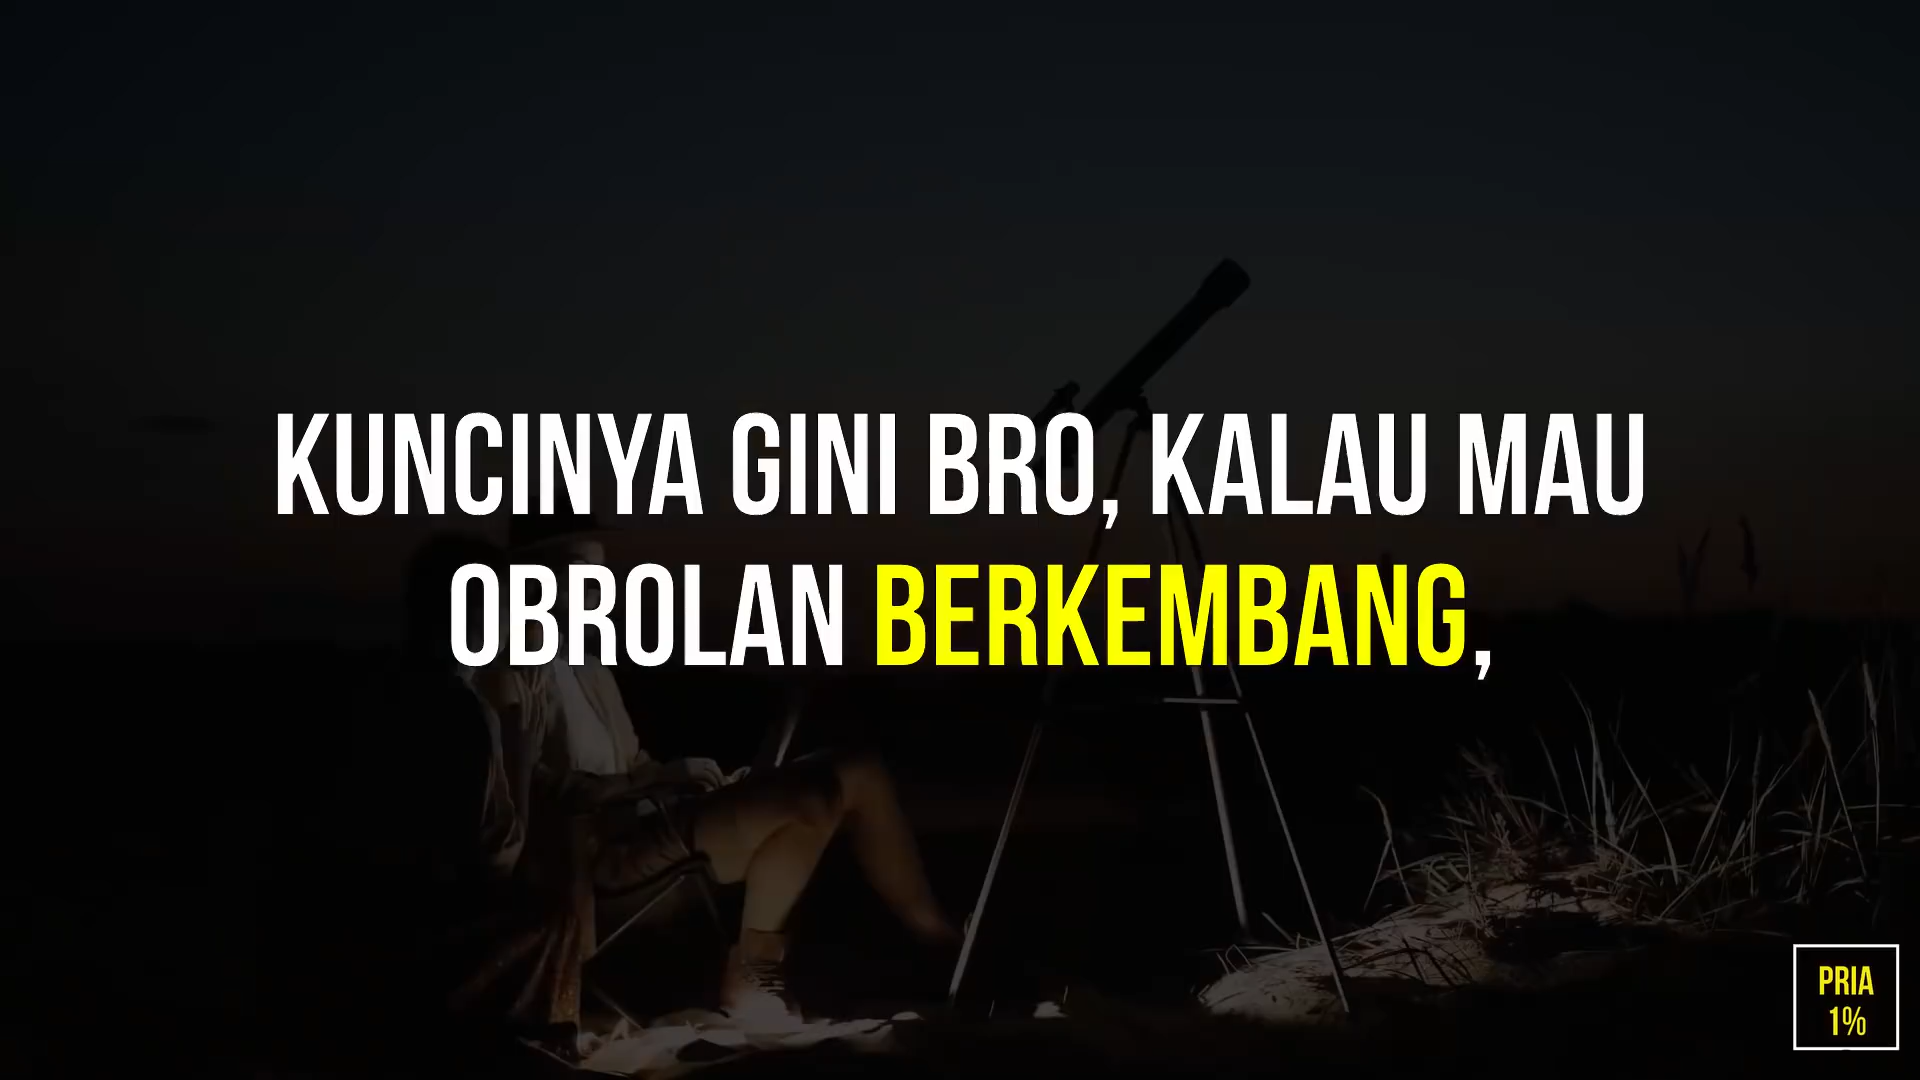 KUNCINYA GINI BRO, KALAU MAU
OBROLAN BERKEMBANG,
PRIA
1%